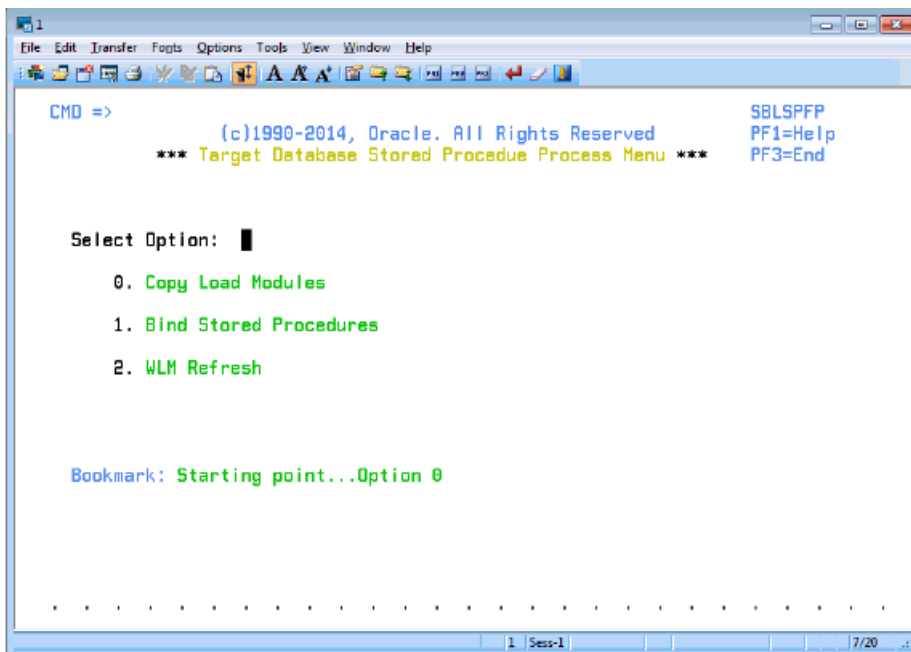 1
File Edit Transfer Fonts Options Tools View Window Help
CMD => SBLSPFP
(c)1990-2014, Oracle. All Rights Reserved PF1=Help
*** Target Database Stored Procedue Process Menu *** PF3=End
Select Option:
0. Copy Load Modules
1. Bind Stored Procedures
2. WLM Refresh
Bookmark: Starting point...Option 0
1 Sess-1 7/20